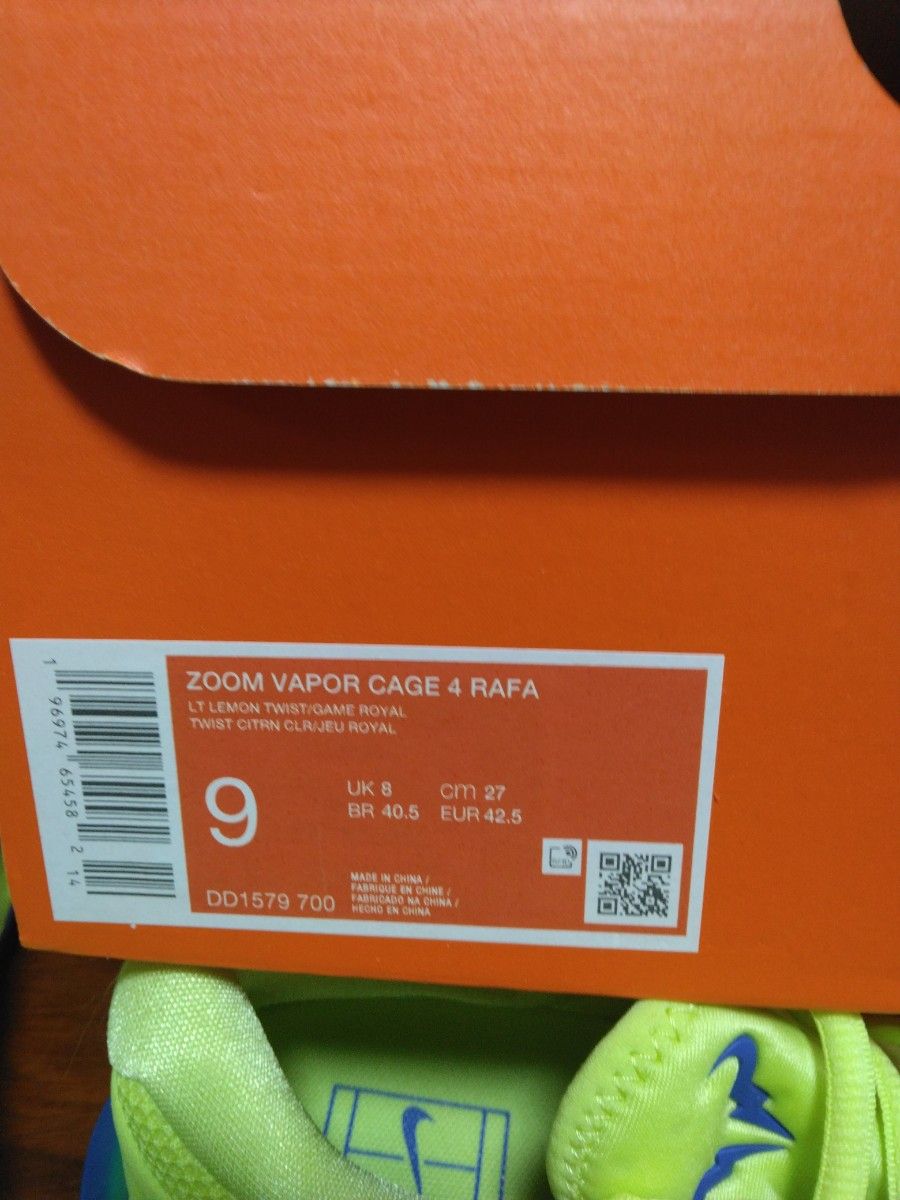 ZOOM VAPOR CAGE 4 RAFA
LT LEMON TWIST/GAME ROYAL
TWIST CITRN CLR/JEU ROYAL
9
UK 8 cm 27
BR 40.5 EUR 42.5
DD1579 700
MADE IN CHINA /
FABRIQUE EN CHINE /
FABRICADO NA CHINA /
HECHO EN CHINA
1 96974 65458 2 14